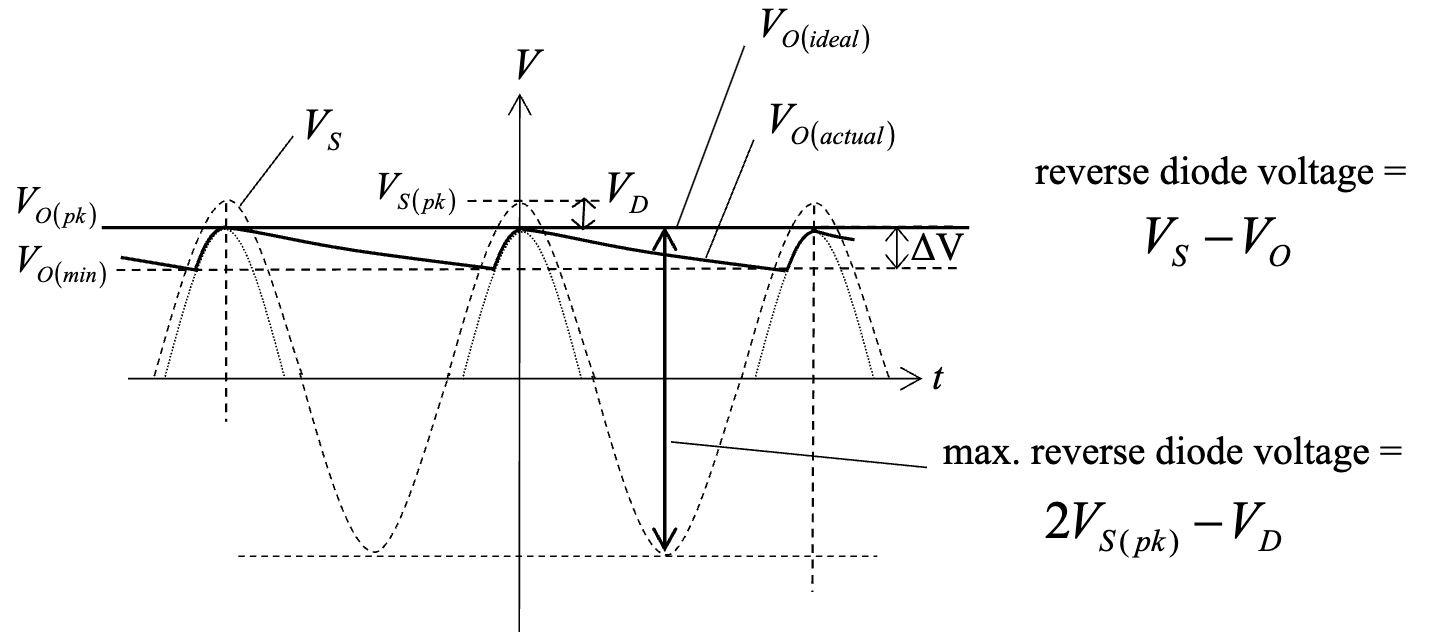 V_{O(ideal)}
V
V_S
V_{O(actual)}
V_{S(pk)}
V_D
V_{O(pk)}
V_{O(min)}
ΔV
reverse diode voltage =
V_S − V_O
t
max. reverse diode voltage =
2V_{S(pk)} − V_D